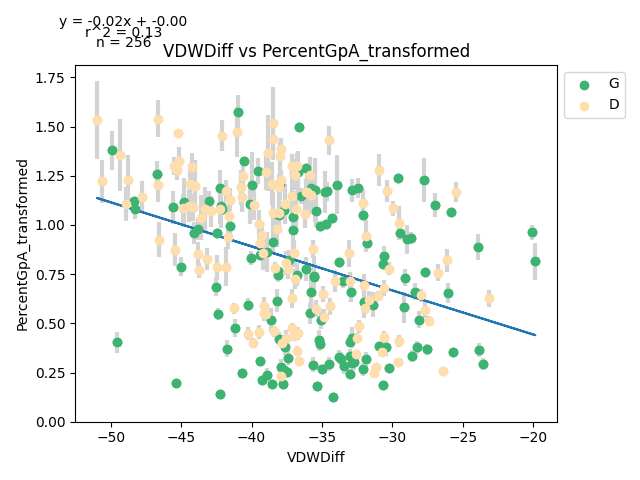 y = -0.02x + -0.00
r^2 = 0.13
n = 256
VDWDiff vs PercentGpA_transformed
G
D
PercentGpA_transformed
1.75
1.50
1.25
1.00
0.75
0.50
0.25
0.00
−50 −45 −40 −35 −30 −25 −20
VDWDiff